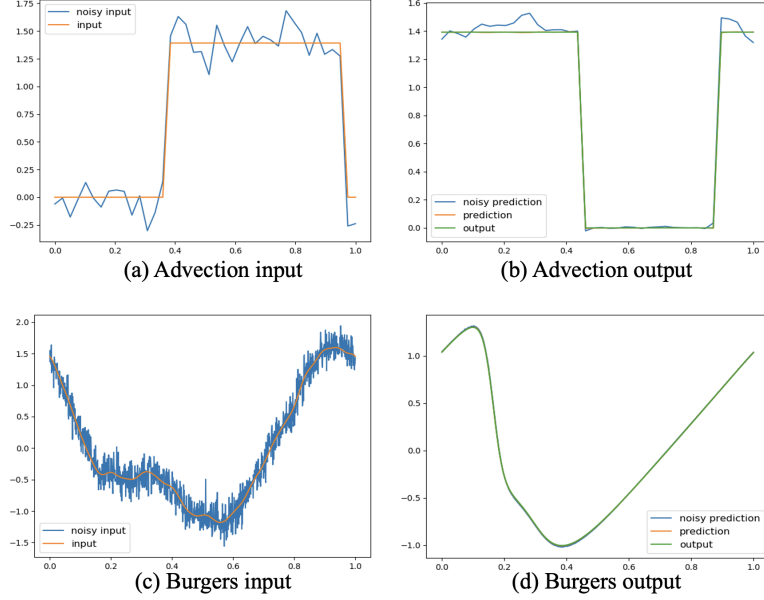 1.75
1.50
1.25
1.00
0.75
0.50
0.25
0.00
−0.25
0.0 0.2 0.4 0.6 0.8 1.0
noisy input
input
(a) Advection input
1.6
1.4
1.2
1.0
0.8
0.6
0.4
0.2
0.0
0.0 0.2 0.4 0.6 0.8 1.0
noisy prediction
prediction
output
(b) Advection output
2.0
1.5
1.0
0.5
0.0
−0.5
−1.0
−1.5
0.0 0.2 0.4 0.6 0.8 1.0
noisy input
input
(c) Burgers input
1.0
0.5
0.0
−0.5
−1.0
0.0 0.2 0.4 0.6 0.8 1.0
noisy prediction
prediction
output
(d) Burgers output